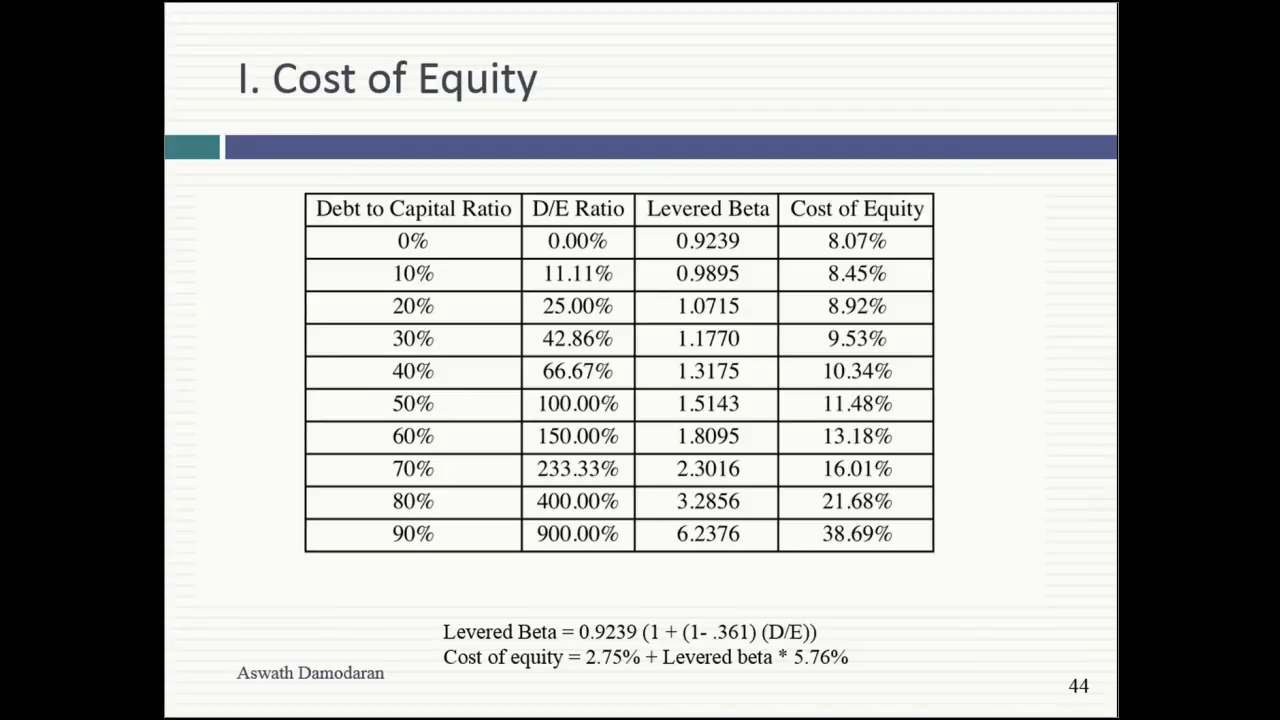 I. Cost of Equity
Debt to Capital Ratio D/E Ratio Levered Beta Cost of Equity
0% 0.00% 0.9239 8.07%
10% 11.11% 0.9895 8.45%
20% 25.00% 1.0715 8.92%
30% 42.86% 1.1770 9.53%
40% 66.67% 1.3175 10.34%
50% 100.00% 1.5143 11.48%
60% 150.00% 1.8095 13.18%
70% 233.33% 2.3016 16.01%
80% 400.00% 3.2856 21.68%
90% 900.00% 6.2376 38.69%
Levered Beta = 0.9239 (1 + (1- .361) (D/E))
Cost of equity = 2.75% + Levered beta * 5.76%
Aswath Damodaran
44